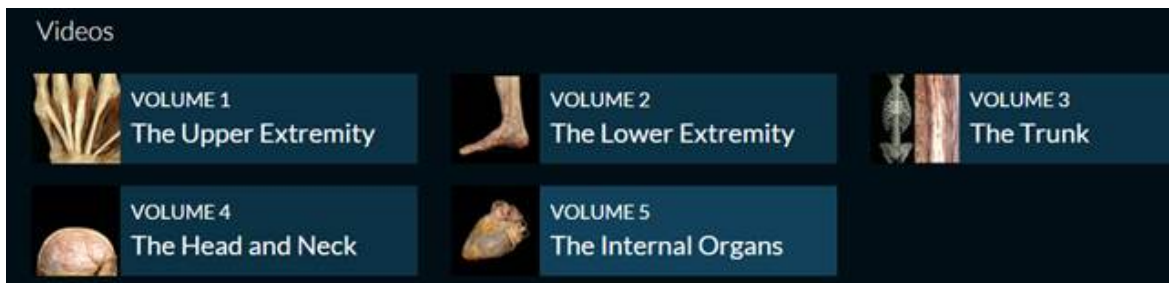 Videos
VOLUME 1
The Upper Extremity
VOLUME 2
The Lower Extremity
VOLUME 3
The Trunk
VOLUME 4
The Head and Neck
VOLUME 5
The Internal Organs